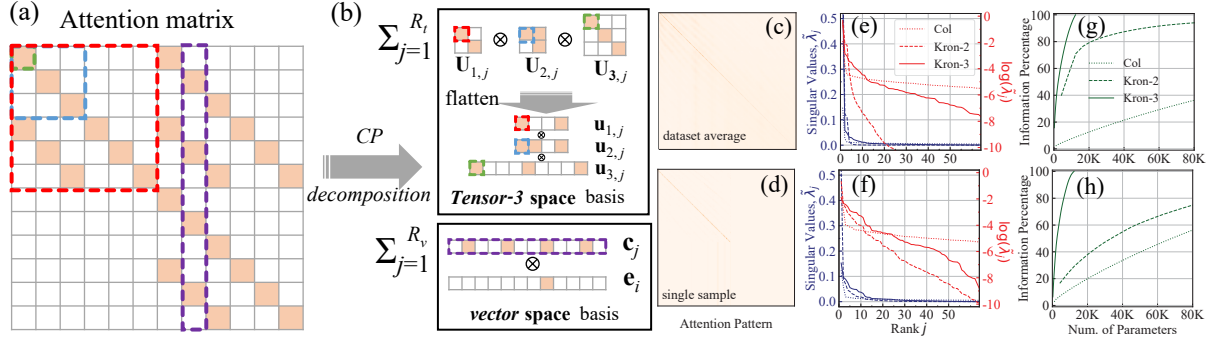 (a)
Attention matrix
CP
decomposition
(b)
∑_{j=1}^{R_t}
⊗ ⊗
U_{1,j} U_{2,j} U_{3,j}
flatten
u_{1,j}
⊗
u_{2,j}
⊗
u_{3,j}
Tensor-3 space basis
∑_{j=1}^{R_v}
c_j
⊗
e_i
vector space basis
(c)
dataset average
(d)
single sample
Attention Pattern
(e)
Singular Values, λ̃_j
0.5
0.4
0.3
0.2
0.1
0.0
Col
Kron-2
Kron-3
0
−2
−4
−6
−8
−10
log(λ̃_j)
(f)
Singular Values, λ̃_j
0.5
0.4
0.3
0.2
0.1
0.0
0
−2
−4
−6
−8
−10
log(λ̃_j)
10 20 30 40 50
Rank j
(g)
Information Percentage
100
80
60
40
20
0
Col
Kron-2
Kron-3
0 20K 40K 60K 80K
(h)
Information Percentage
100
80
60
40
20
0
0 20K 40K 60K 80K
Num. of Parameters